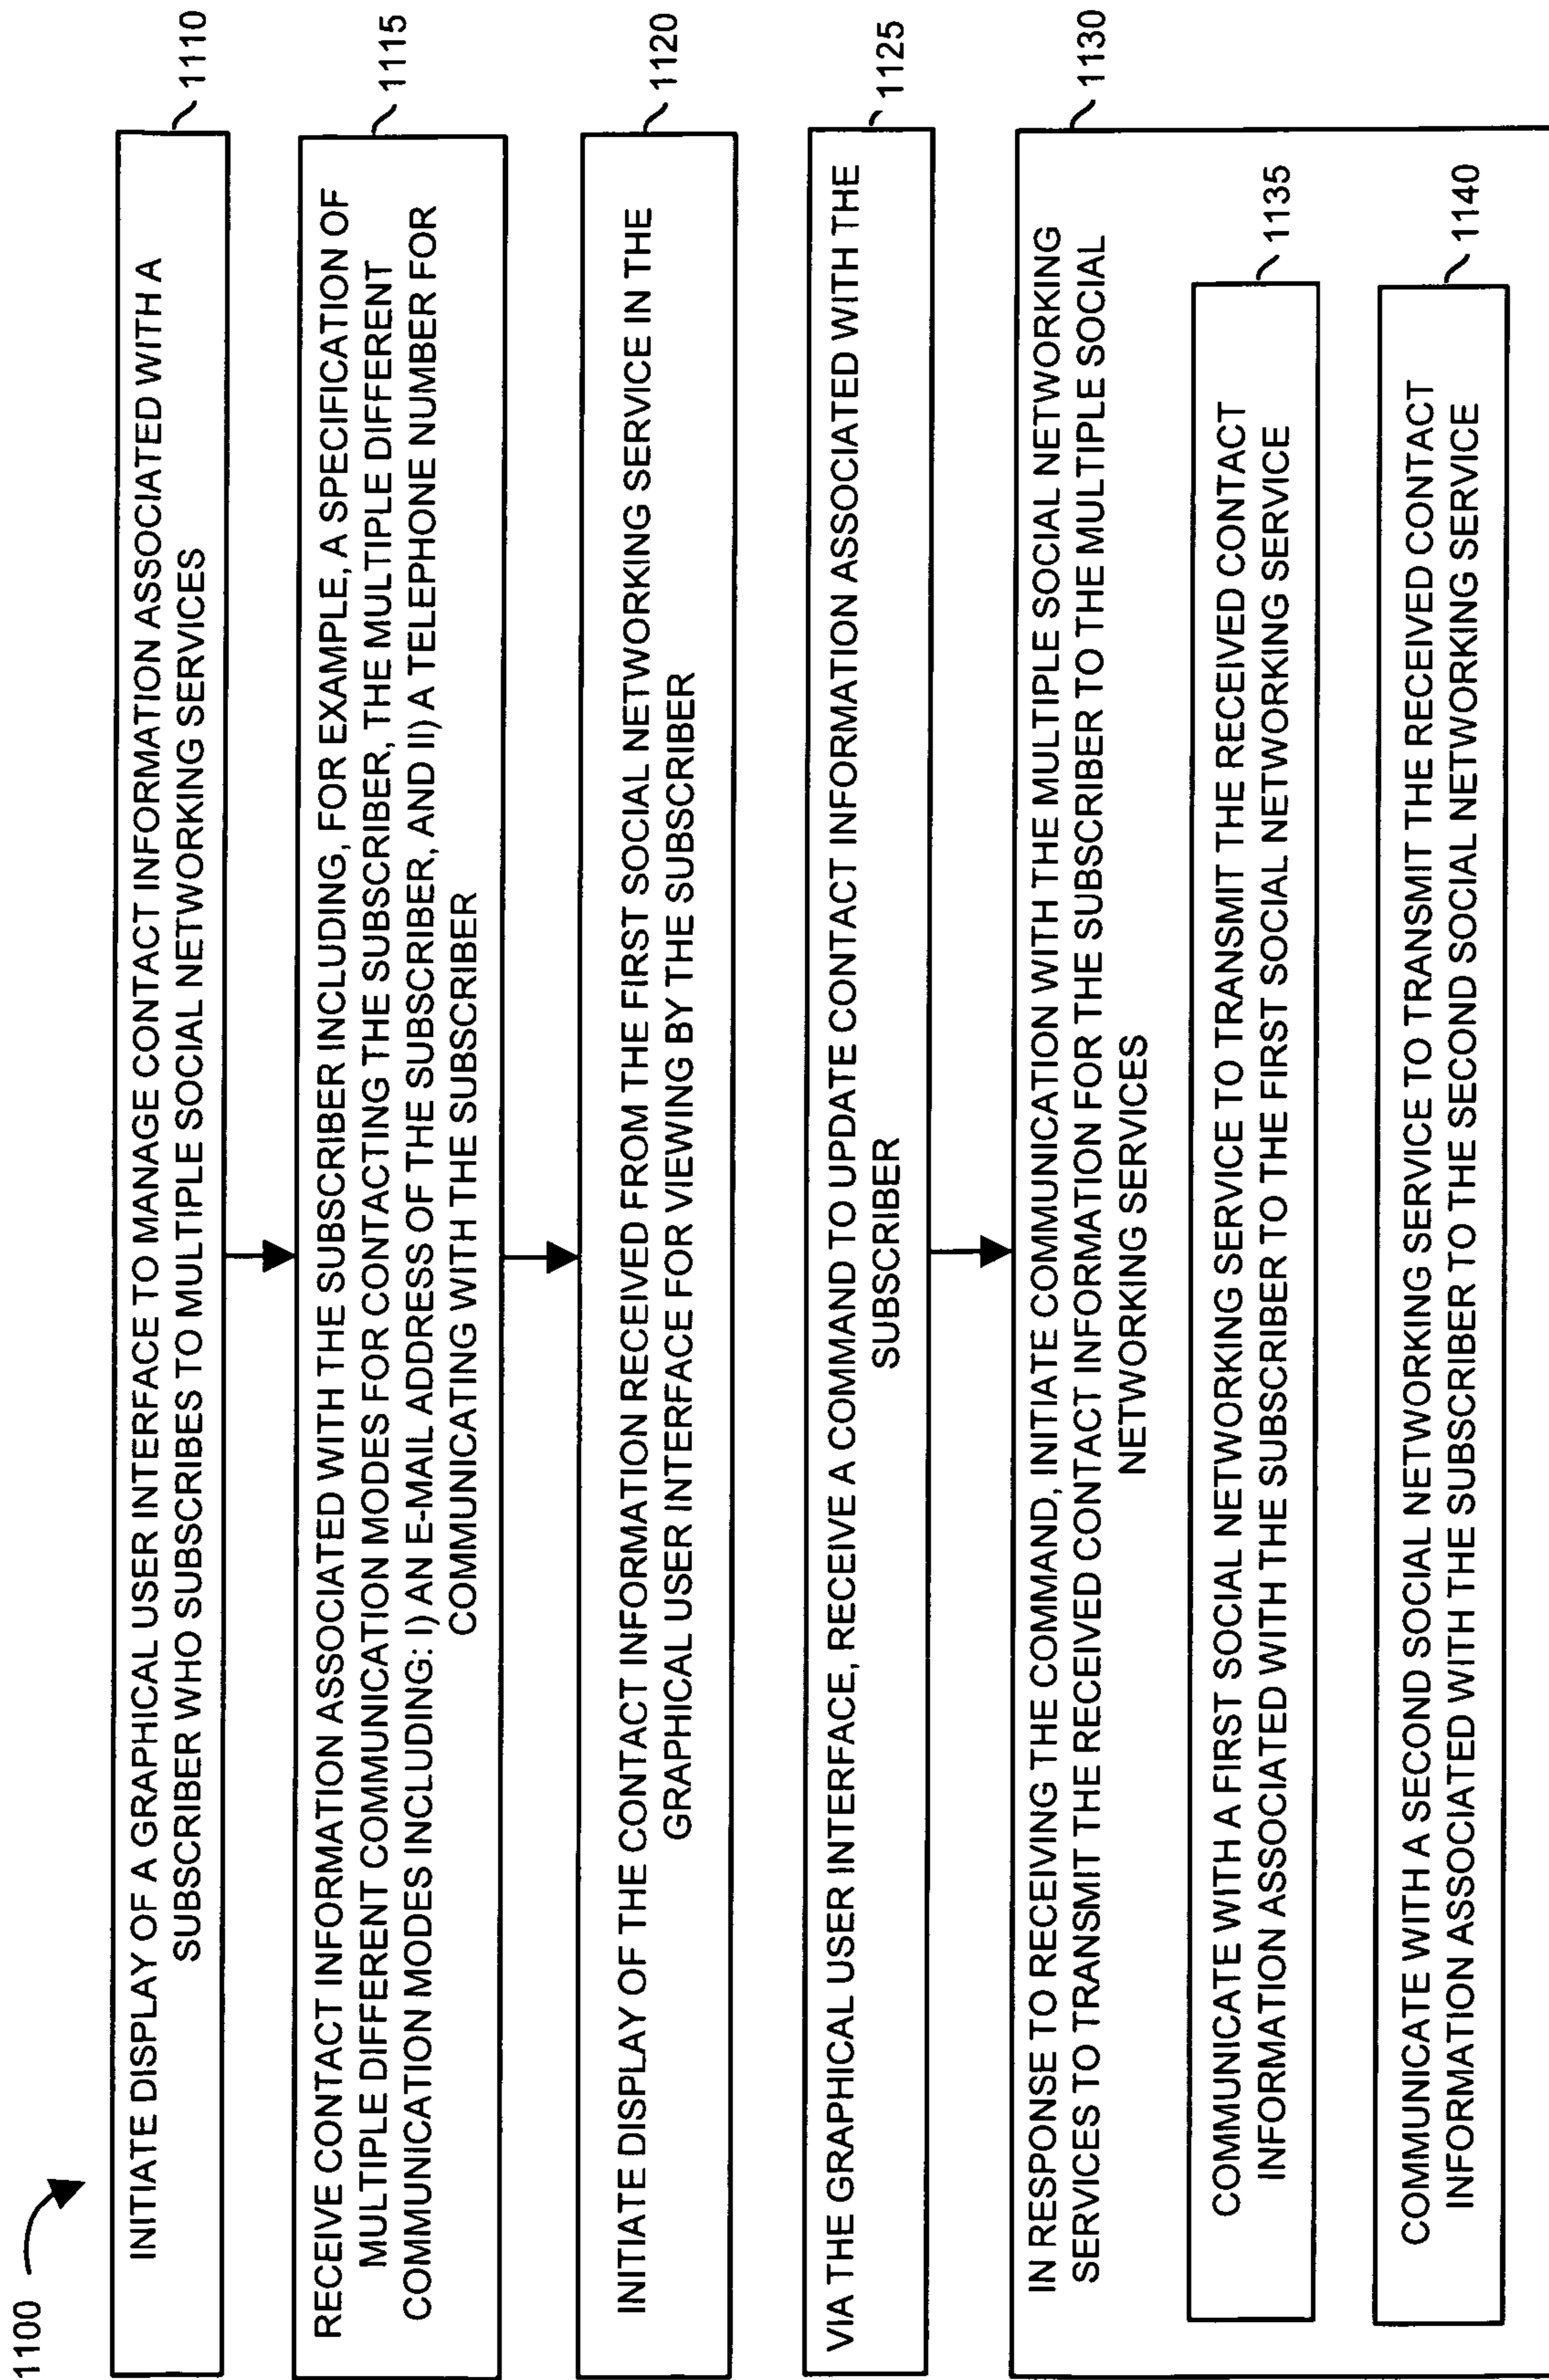 1100
INITIATE DISPLAY OF A GRAPHICAL USER INTERFACE TO MANAGE CONTACT INFORMATION ASSOCIATED WITH A
SUBSCRIBER WHO SUBSCRIBES TO MULTIPLE SOCIAL NETWORKING SERVICES
1110
RECEIVE CONTACT INFORMATION ASSOCIATED WITH THE SUBSCRIBER INCLUDING, FOR EXAMPLE, A SPECIFICATION OF
MULTIPLE DIFFERENT COMMUNICATION MODES FOR CONTACTING THE SUBSCRIBER, THE MULTIPLE DIFFERENT
COMMUNICATION MODES INCLUDING: I) AN E-MAIL ADDRESS OF THE SUBSCRIBER, AND II) A TELEPHONE NUMBER FOR
COMMUNICATING WITH THE SUBSCRIBER
1115
INITIATE DISPLAY OF THE CONTACT INFORMATION RECEIVED FROM THE FIRST SOCIAL NETWORKING SERVICE IN THE
GRAPHICAL USER INTERFACE FOR VIEWING BY THE SUBSCRIBER
1120
VIA THE GRAPHICAL USER INTERFACE, RECEIVE A COMMAND TO UPDATE CONTACT INFORMATION ASSOCIATED WITH THE
SUBSCRIBER
1125
IN RESPONSE TO RECEIVING THE COMMAND, INITIATE COMMUNICATION WITH THE MULTIPLE SOCIAL NETWORKING
SERVICES TO TRANSMIT THE RECEIVED CONTACT INFORMATION FOR THE SUBSCRIBER TO THE MULTIPLE SOCIAL
NETWORKING SERVICES
1130
COMMUNICATE WITH A FIRST SOCIAL NETWORKING SERVICE TO TRANSMIT THE RECEIVED CONTACT
INFORMATION ASSOCIATED WITH THE SUBSCRIBER TO THE FIRST SOCIAL NETWORK SERVICE
1135
COMMUNICATE WITH A SECOND SOCIAL NETWORKING SERVICE TO TRANSMIT THE RECEIVED CONTACT
INFORMATION ASSOCIATED WITH THE SUBSCRIBER TO THE SECOND SOCIAL NETWORKING SERVICE
1140